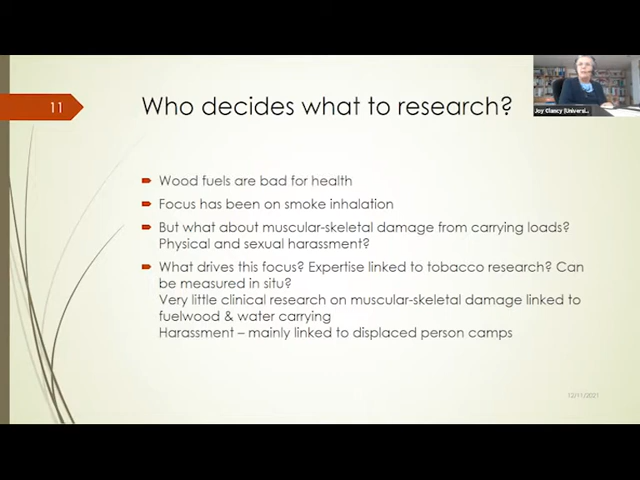 11
Who decides what to research?
Joy Clancy (Universi...
Wood fuels are bad for health
Focus has been on smoke inhalation
But what about muscular-skeletal damage from carrying loads?
Physical and sexual harassment?
What drives this focus? Expertise linked to tobacco research? Can
be measured in situ?
Very little clinical research on muscular-skeletal damage linked to
fuelwood & water carrying
Harassment – mainly linked to displaced person camps
12/11/2021